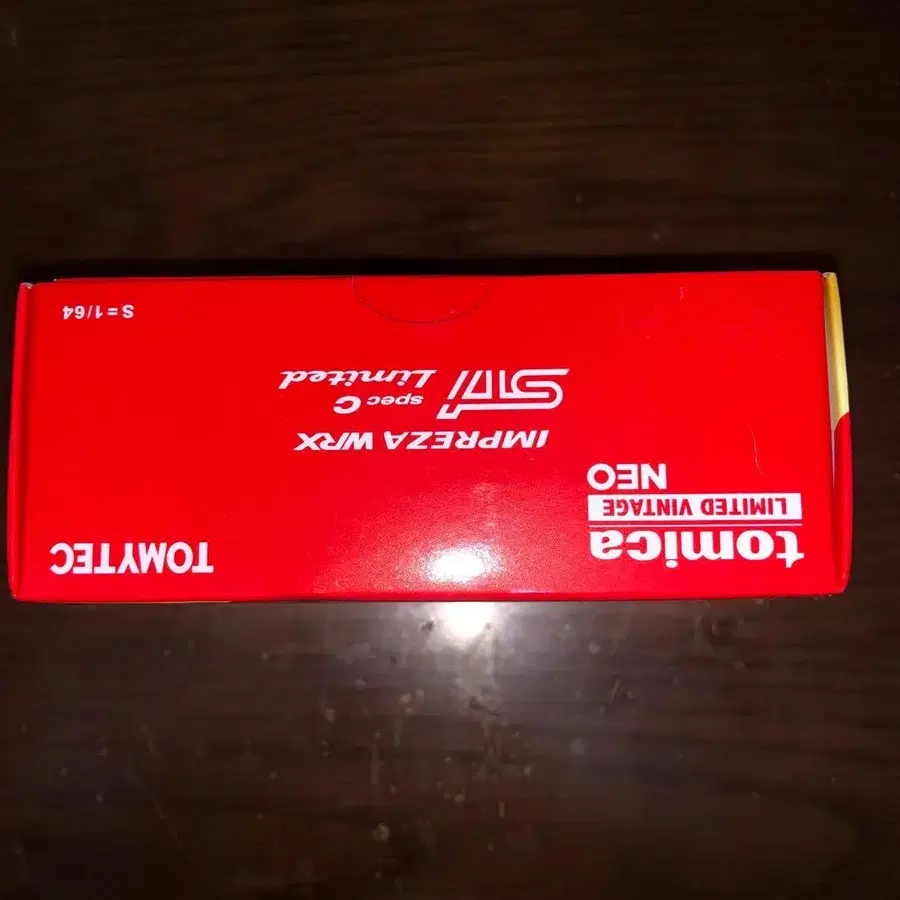 tomica
LIMITED VINTAGE
NEO
TOMYTEC
IMPREZA WRX
STi spec C Limited
S=1/64